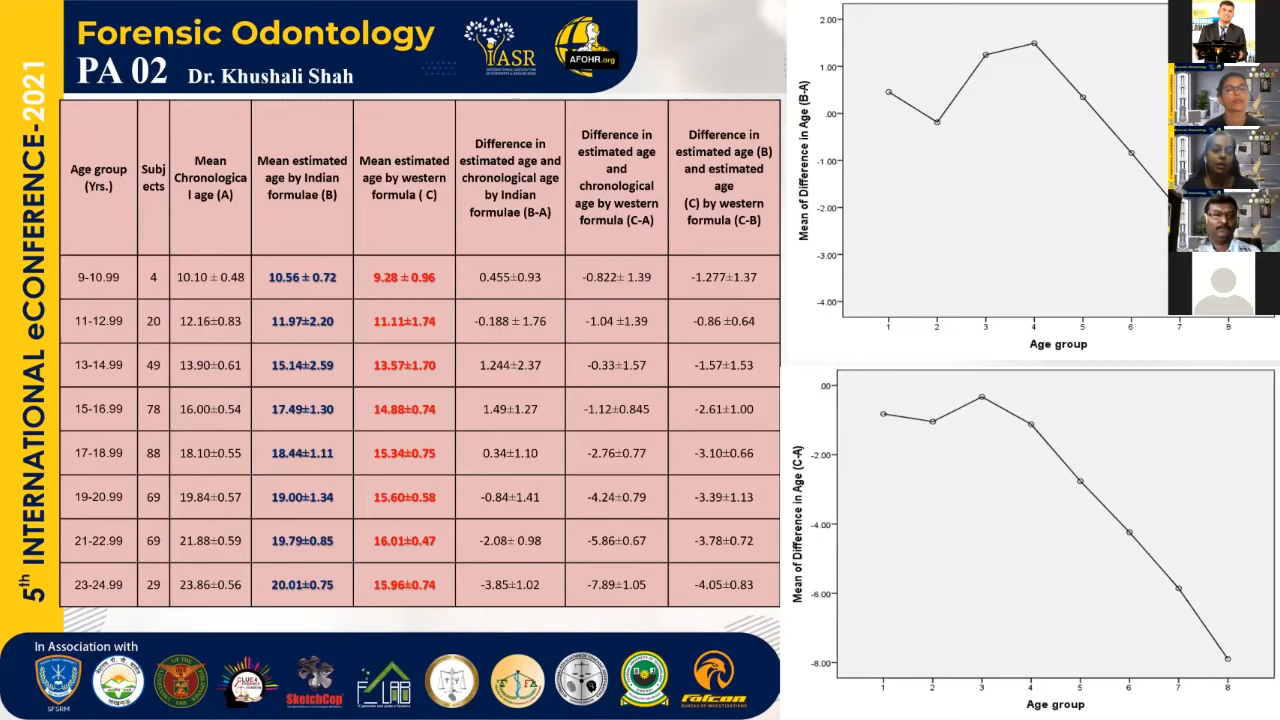 Forensic Odontology
PA 02 Dr. Khushali Shah
IASR
AFOHR.org
5th INTERNATIONAL eCONFERENCE-2021
Age group (Yrs.)
Subj ects
Mean Chronologica l age (A)
Mean estimated age by Indian formulae (B)
Mean estimated age by western formula ( C)
Difference in estimated age and chronological age by Indian formulae (B-A)
Difference in estimated age and chronological age by western formula (C-A)
Difference in estimated age (B) and estimated age (C) by western formula (C-B)
9-10.99 4 10.10 ± 0.48 10.56 ± 0.72 9.28 ± 0.96 0.455±0.93 -0.822± 1.39 -1.277±1.37
11-12.99 20 12.16±0.83 11.97±2.20 11.11±1.74 -0.188 ± 1.76 -1.04 ±1.39 -0.86 ±0.64
13-14.99 49 13.90±0.61 15.14±2.59 13.57±1.70 1.244±2.37 -0.33±1.57 -1.57±1.53
15-16.99 78 16.00±0.54 17.49±1.30 14.88±0.74 1.49±1.27 -1.12±0.845 -2.61±1.00
17-18.99 88 18.10±0.55 18.44±1.11 15.34±0.75 0.34±1.10 -2.76±0.77 -3.10±0.66
19-20.99 69 19.84±0.57 19.00±1.34 15.60±0.58 -0.84±1.41 -4.24±0.79 -3.39±1.13
21-22.99 69 21.88±0.59 19.79±0.85 16.01±0.47 -2.08± 0.98 -5.86±0.67 -3.78±0.72
23-24.99 29 23.86±0.56 20.01±0.75 15.96±0.74 -3.85±1.02 -7.89±1.05 -4.05±0.83
Mean of Difference in Age (B-A)
2.00
1.00
.00
-1.00
-2.00
-3.00
-4.00
1 2 3 4 5 6 7 8
Age group
Mean of Difference in Age (C-A)
.00
-2.00
-4.00
-6.00
-8.00
1 2 3 4 5 6 7 8
Age group
In Association with
SFSRM
CLUE4
SketchCop
F-LAB
Falcon
BUREAU OF INVESTIGATIONS